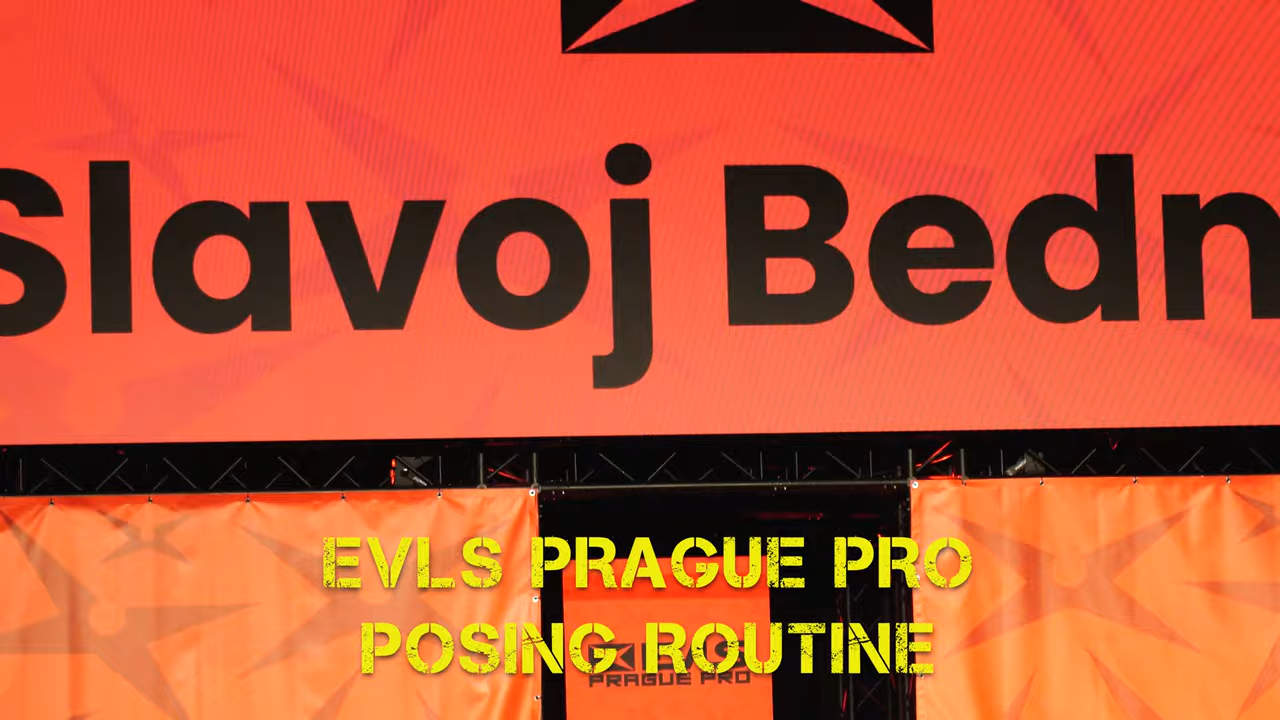 Slavoj Bedn
EVLS PRAGUE PRO
POSING ROUTINE
PRAGUE PRO